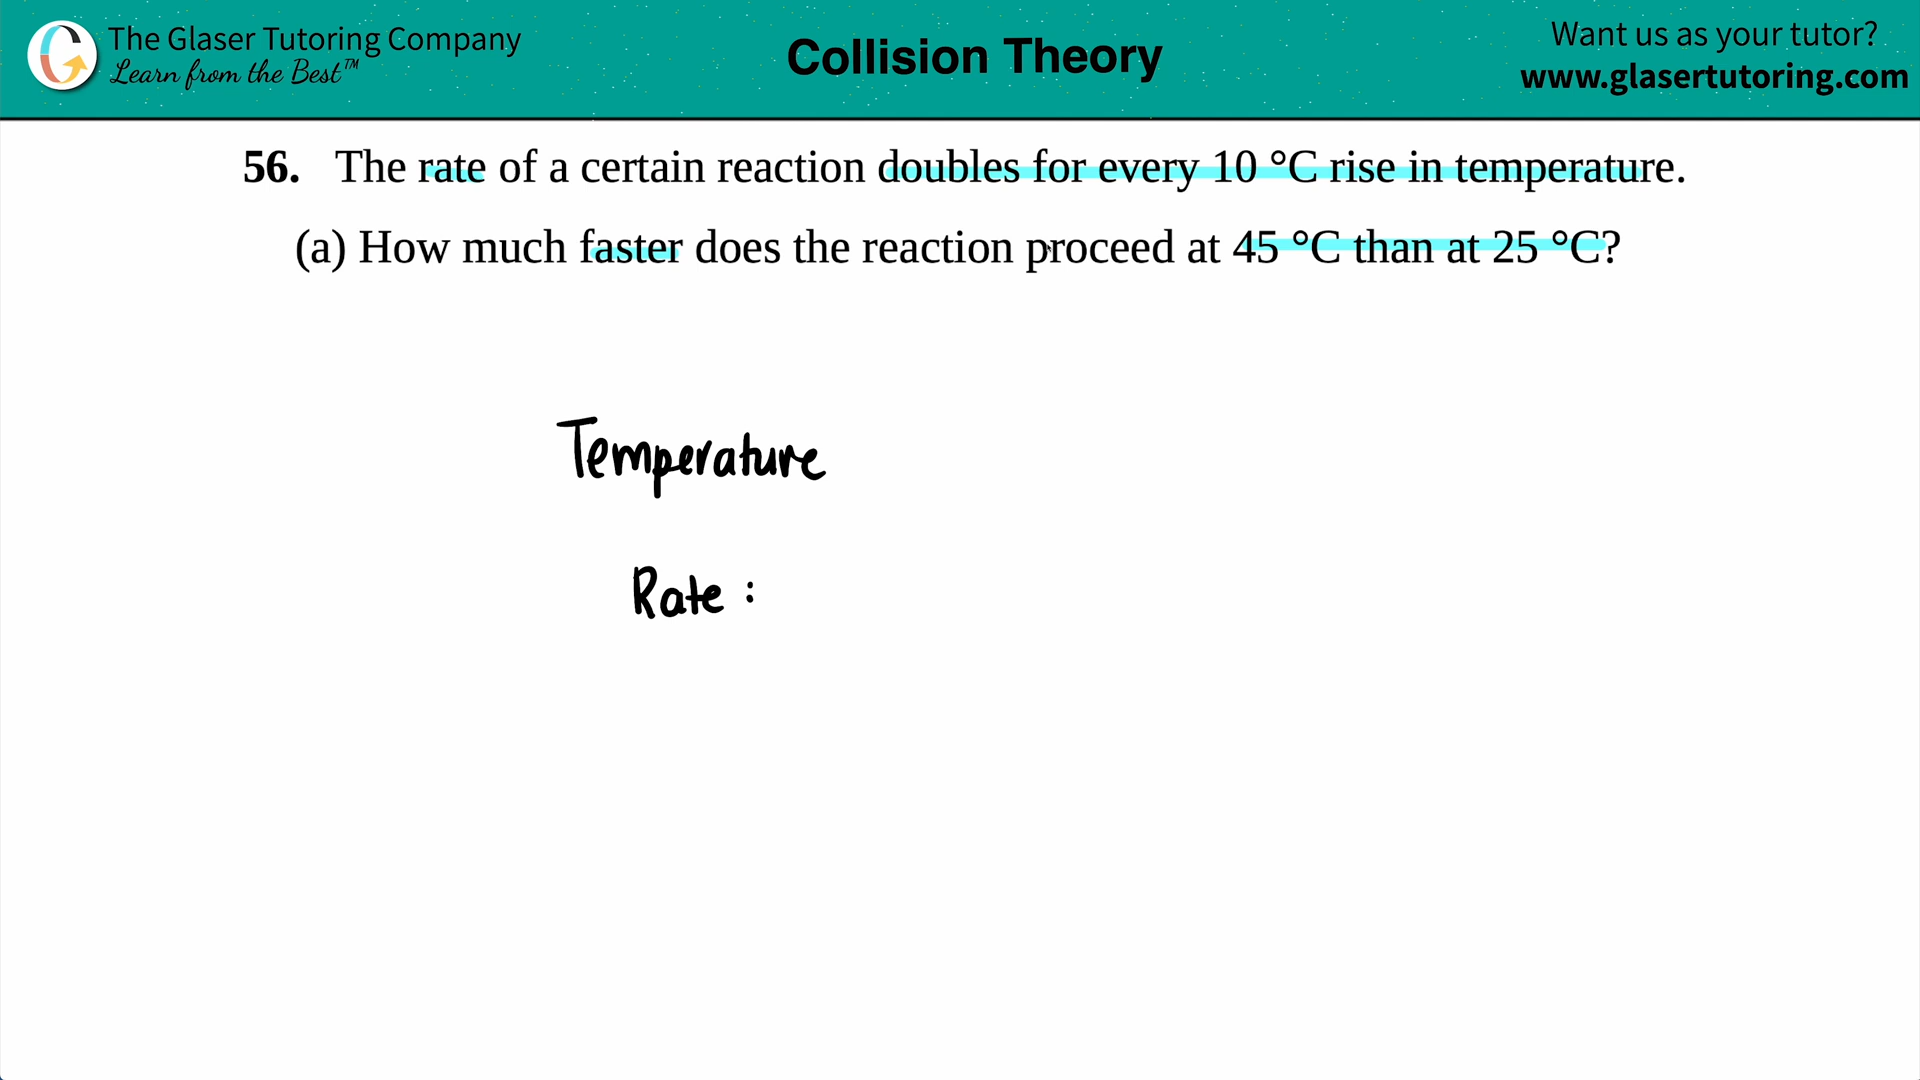 The Glaser Tutoring Company
Learn from the Best™
Collision Theory
Want us as your tutor?
www.glasertutoring.com
56. The rate of a certain reaction doubles for every 10 °C rise in temperature.
(a) How much faster does the reaction proceed at 45 °C than at 25 °C?
Temperature
Rate :